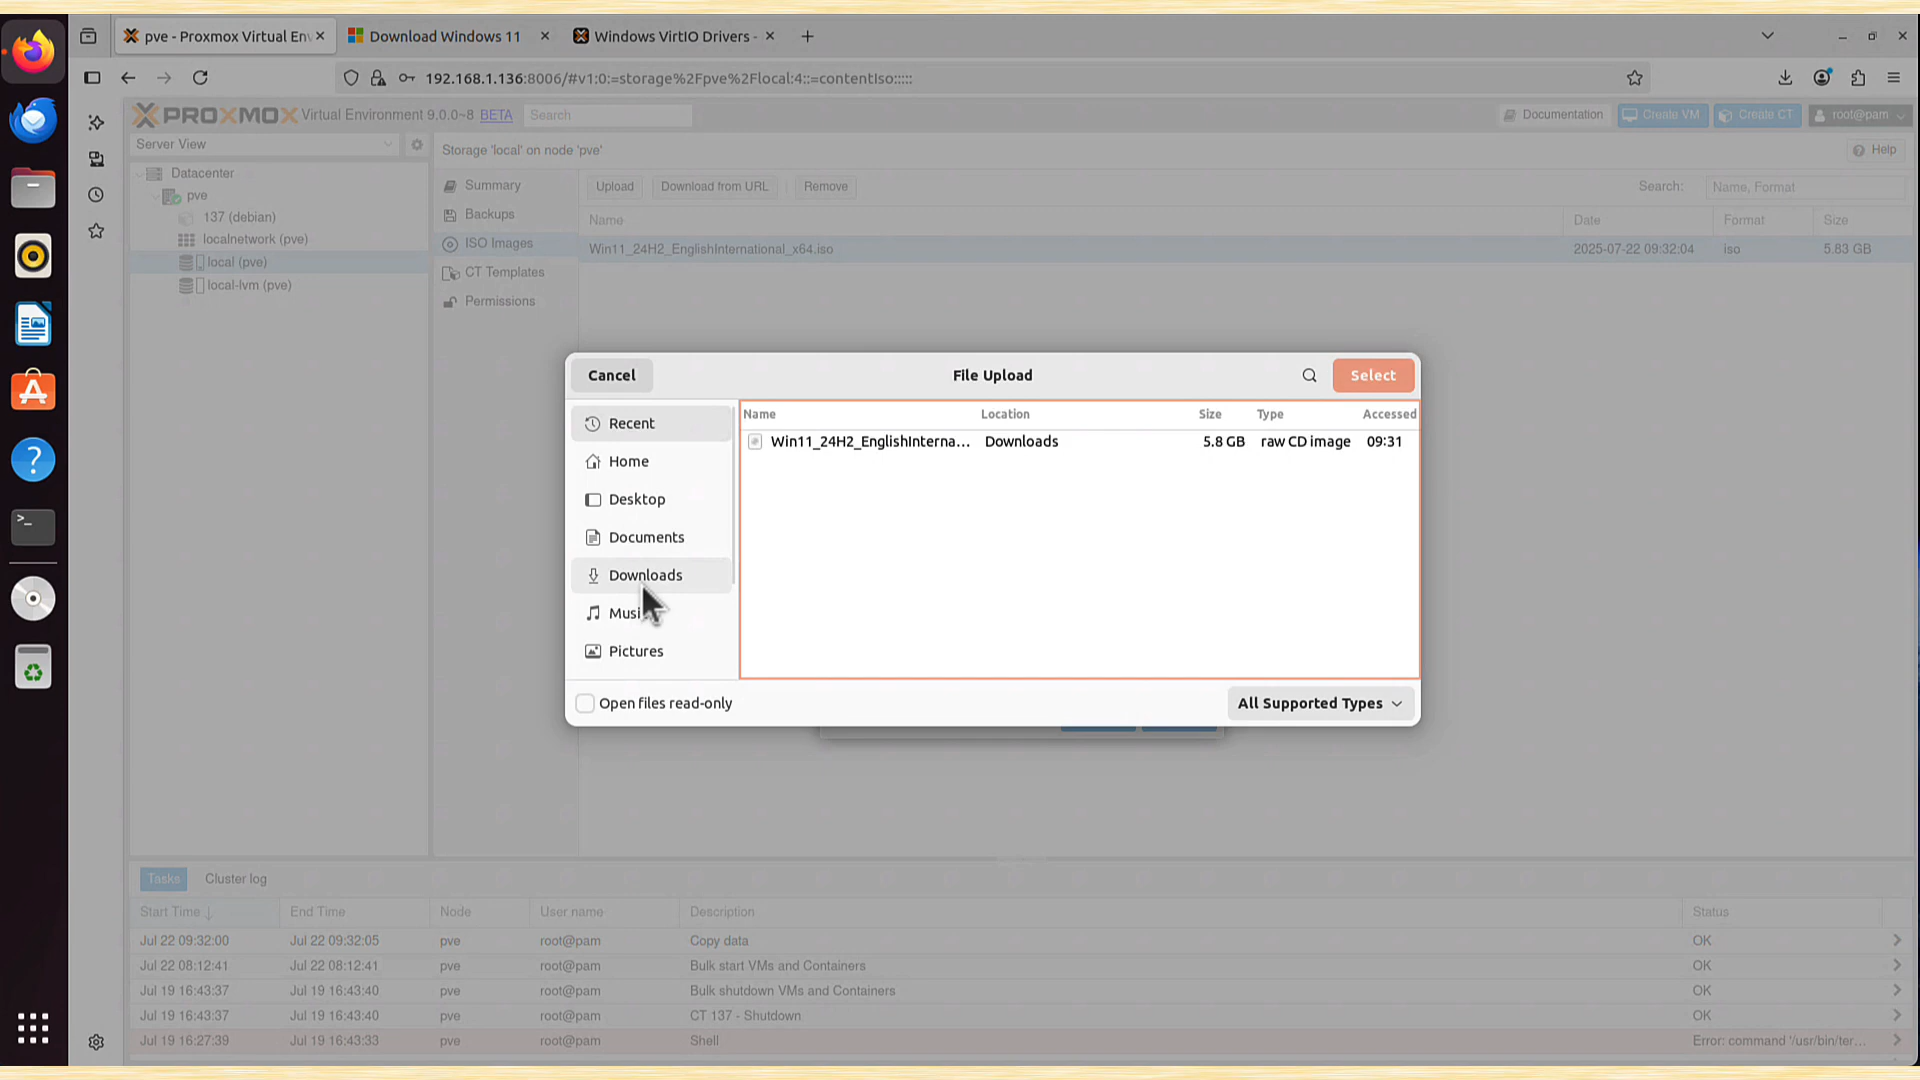 pve - Proxmox Virtual En
Download Windows 11
Windows VirtIO Drivers -
192.168.1.136:8006/#v1:0:=storage%2Fpve%2Flocal:4::=contentIso:::::
PROXMOX Virtual Environment 9.0.0~8 BETA Search
Documentation Create VM Create CT root@pam
Server View
Storage 'local' on node 'pve'
Help
Datacenter
pve
137 (debian)
localnetwork (pve)
local (pve)
local-lvm (pve)
Summary
Backups
ISO Images
CT Templates
Permissions
Upload Download from URL Remove Search: Name, Format
Name Date Format Size
Win11_24H2_EnglishInternational_x64.iso 2025-07-22 09:32:04 iso 5.83 GB
Cancel File Upload Select
Recent
Home
Desktop
Documents
Downloads
Pictures
Name Location Size Type Accessed
Win11_24H2_EnglishInterna... Downloads 5.8 GB raw CD image 09:31
Open files read-only All Supported Types
Tasks Cluster log
Start Time ↓ End Time Node User name Description Status
Jul 22 09:32:00 Jul 22 09:32:05 pve root@pam Copy data OK
Jul 22 08:12:41 Jul 22 08:12:41 pve root@pam Bulk start VMs and Containers OK
Jul 19 16:43:37 Jul 19 16:43:40 pve root@pam Bulk shutdown VMs and Containers OK
Jul 19 16:43:37 Jul 19 16:43:40 pve root@pam CT 137 - Shutdown OK
Jul 19 16:27:39 Jul 19 16:43:33 pve root@pam Shell Error: command '/usr/bin/ter...